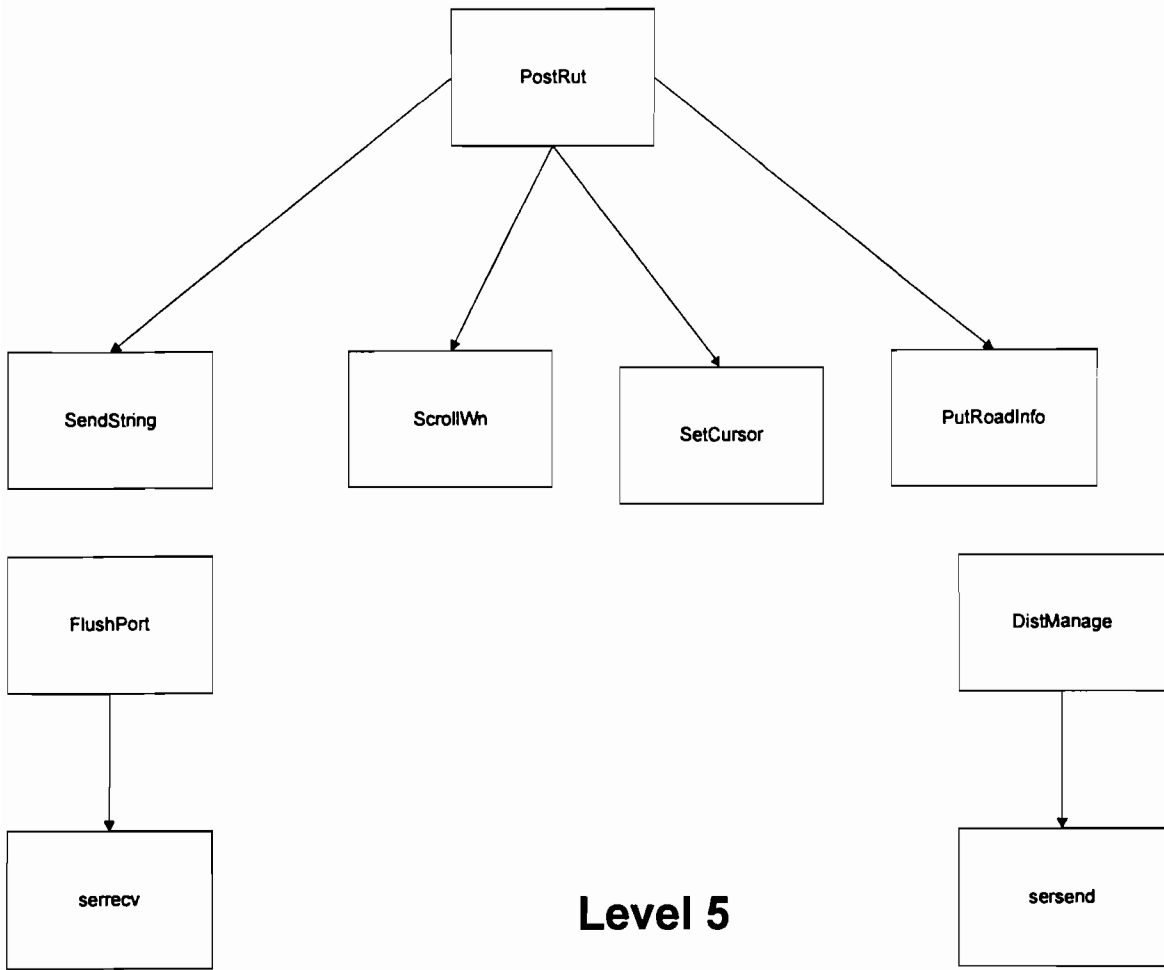 PostRut
SendString
ScrollWn
SetCursor
PutRoadInfo
FlushPort
DistManage
serrecv
sersend
Level 5